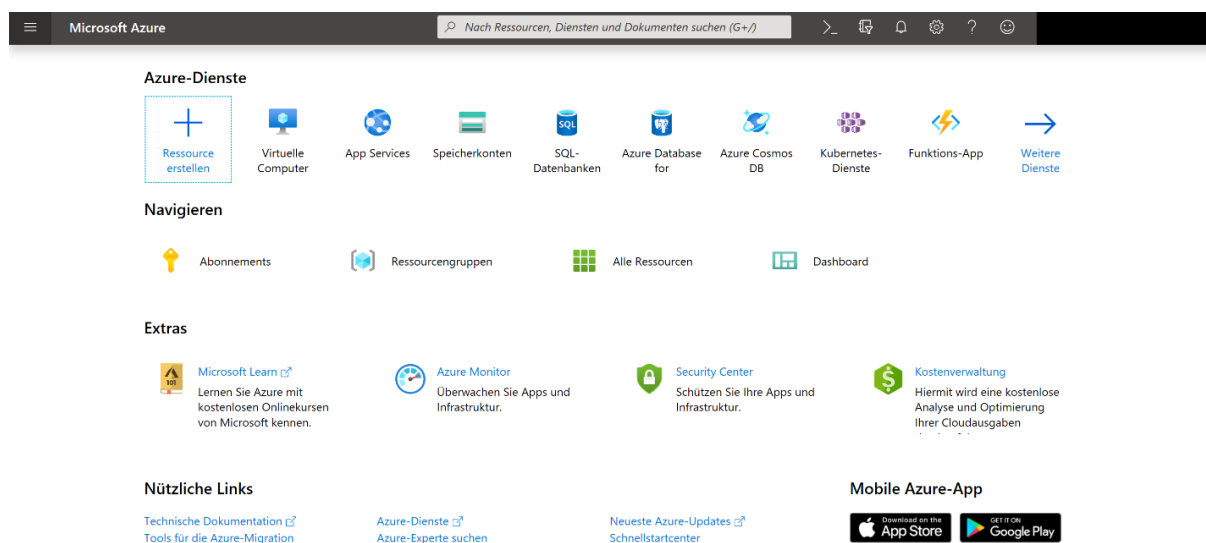 Microsoft Azure
Nach Ressourcen, Diensten und Dokumenten suchen (G+/)
Azure-Dienste
Ressource erstellen
Virtuelle Computer
App Services
Speicherkonten
SQL
SQL-Datenbanken
Azure Database for
Azure Cosmos DB
Kubernetes-Dienste
Funktions-App
Weitere Dienste
Navigieren
Abonnements
Ressourcengruppen
Alle Ressourcen
Dashboard
Extras
101
Microsoft Learn
Lernen Sie Azure mit
kostenlosen Onlinekursen
von Microsoft kennen.
Azure Monitor
Überwachen Sie Apps und
Infrastruktur.
Security Center
Schützen Sie Ihre Apps und
Infrastruktur.
Kostenverwaltung
Hiermit wird eine kostenlose
Analyse und Optimierung
Ihrer Cloudausgaben
Nützliche Links
Technische Dokumentation
Tools für die Azure-Migration
Azure-Dienste
Azure-Experte suchen
Neueste Azure-Updates
Schnellstartcenter
Mobile Azure-App
Download on the
App Store
GET IT ON
Google Play